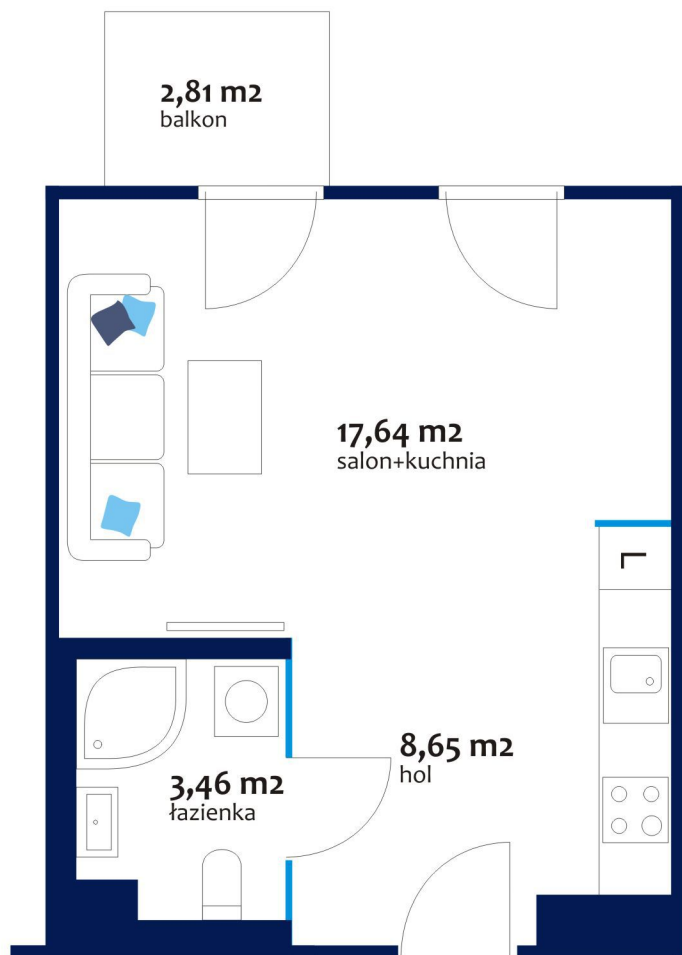 2,81 m2
balkon
17,64 m2
salon+kuchnia
L
8,65 m2
hol
3,46 m2
łazienka